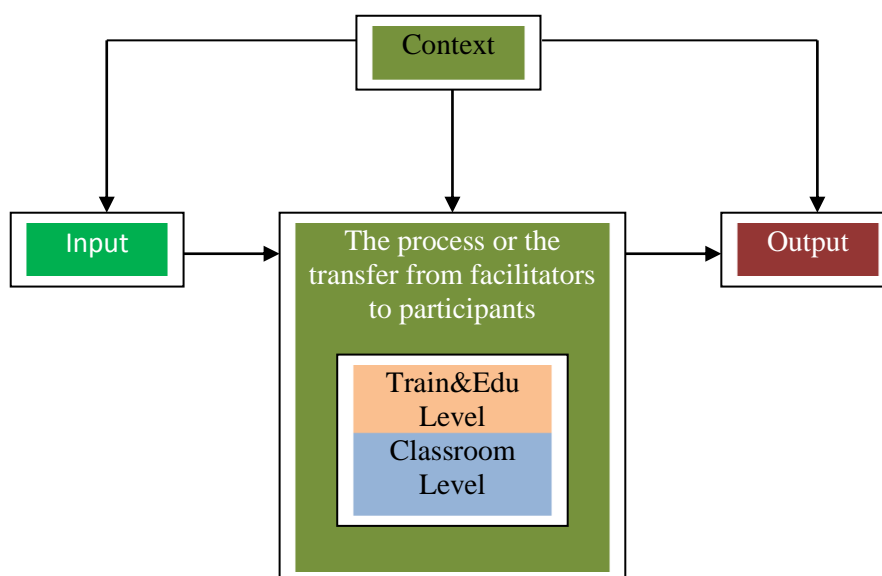 Context
Input
The process or the
transfer from facilitators
to participants
Train&Edu
Level
Classroom
Level
Output